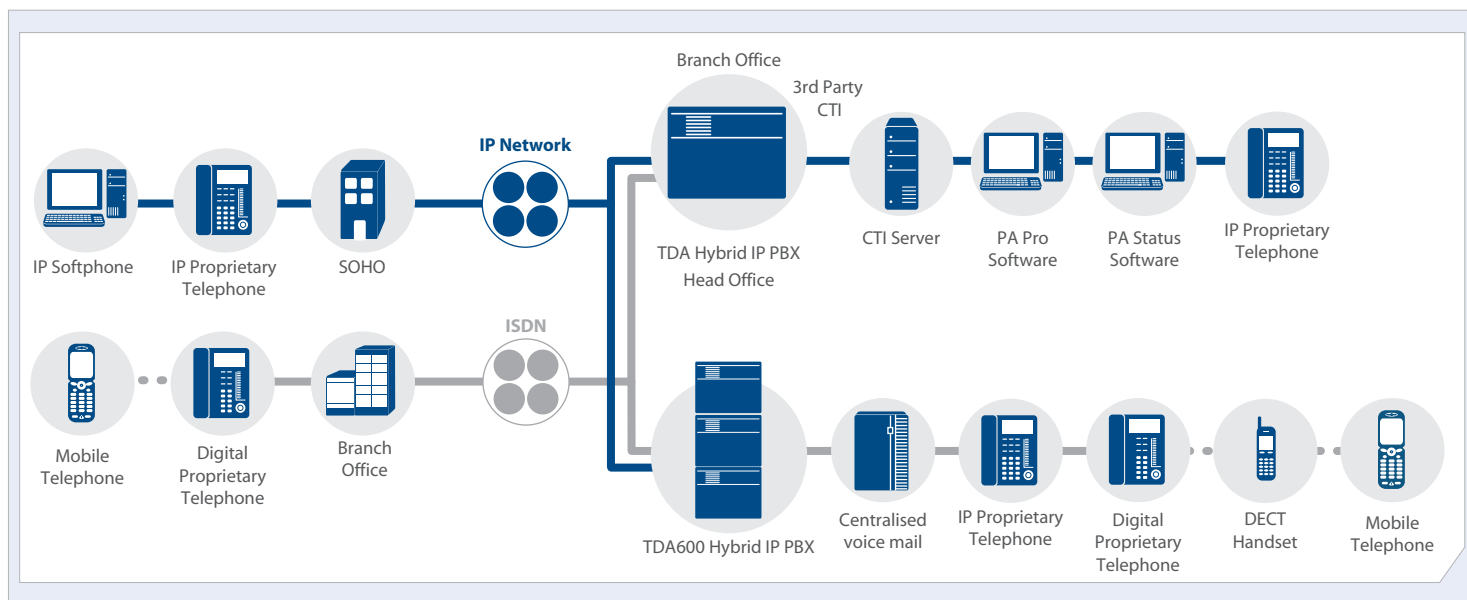 Branch Office
3rd Party
CTI
IP Network
IP Softphone
IP Proprietary
Telephone
SOHO
TDA Hybrid IP PBX
Head Office
CTI Server
PA Pro
Software
PA Status
Software
IP Proprietary
Telephone
ISDN
Mobile
Telephone
Digital
Proprietary
Telephone
Branch
Office
TDA600 Hybrid IP PBX
Centralised
voice mail
IP Proprietary
Telephone
Digital
Proprietary
Telephone
DECT
Handset
Mobile
Telephone